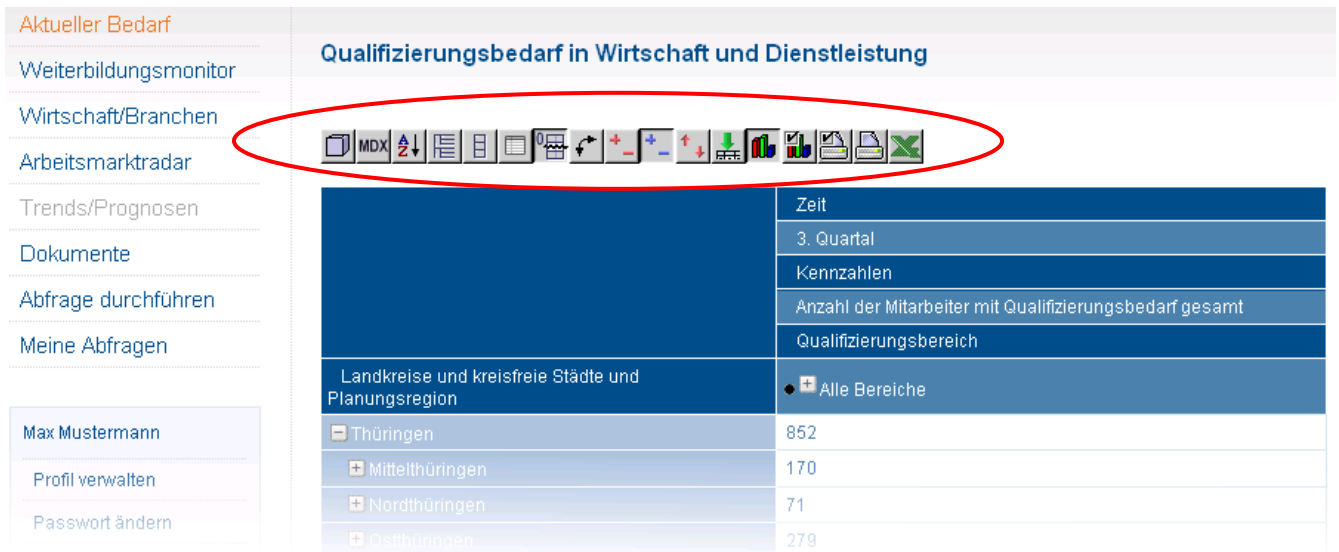 Aktueller Bedarf
Weiterbildungsmonitor
Wirtschaft/Branchen
Arbeitsmarktradar
Trends/Prognosen
Dokumente
Abfrage durchführen
Meine Abfragen
Max Mustermann
Profil verwalten
Passwort ändern
Qualifizierungsbedarf in Wirtschaft und Dienstleistung
MDX
Zeit
3. Quartal
Kennzahlen
Anzahl der Mitarbeiter mit Qualifizierungsbedarf gesamt
Qualifizierungsbereich
Landkreise und kreisfreie Städte und
Planungsregion
Alle Bereiche
Thüringen 852
Mittelthüringen 170
Nordthüringen 71
Ostthüringen 279